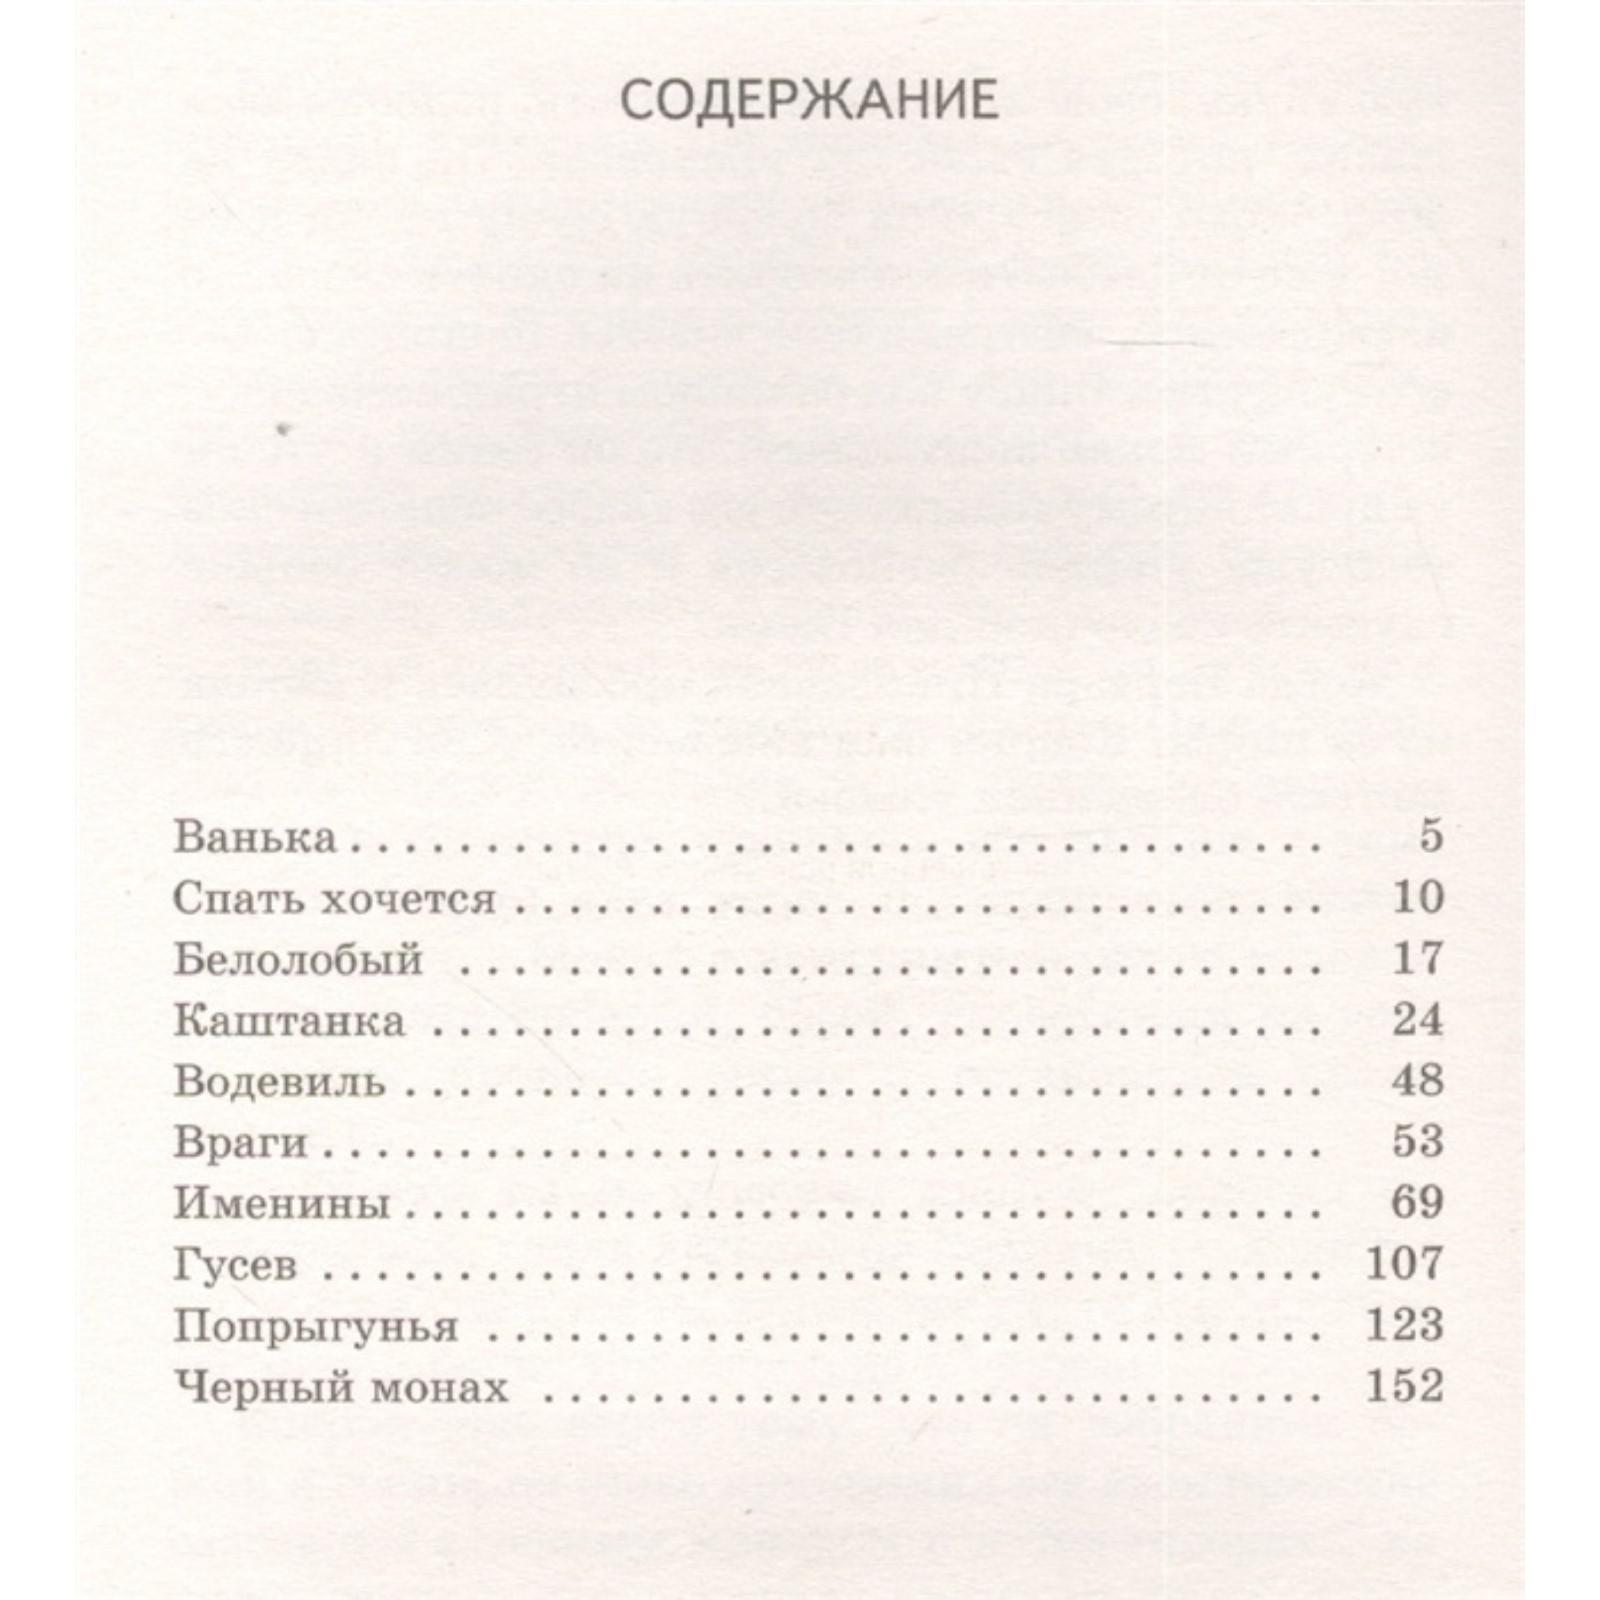 СОДЕРЖАНИЕ
Ванька . . . . . . . . . . . . . . . . . . . . . . . . . . . . . . . . . . . . 5
Спать хочется . . . . . . . . . . . . . . . . . . . . . . . . . . . . . . 10
Белолобый . . . . . . . . . . . . . . . . . . . . . . . . . . . . . . . . 17
Каштанка . . . . . . . . . . . . . . . . . . . . . . . . . . . . . . . . . 24
Водевиль . . . . . . . . . . . . . . . . . . . . . . . . . . . . . . . . . . 48
Враги . . . . . . . . . . . . . . . . . . . . . . . . . . . . . . . . . . . . . 53
Именины . . . . . . . . . . . . . . . . . . . . . . . . . . . . . . . . . . 69
Гусев . . . . . . . . . . . . . . . . . . . . . . . . . . . . . . . . . . . . . 107
Попрыгунья . . . . . . . . . . . . . . . . . . . . . . . . . . . . . . . 123
Черный монах . . . . . . . . . . . . . . . . . . . . . . . . . . . . . 152